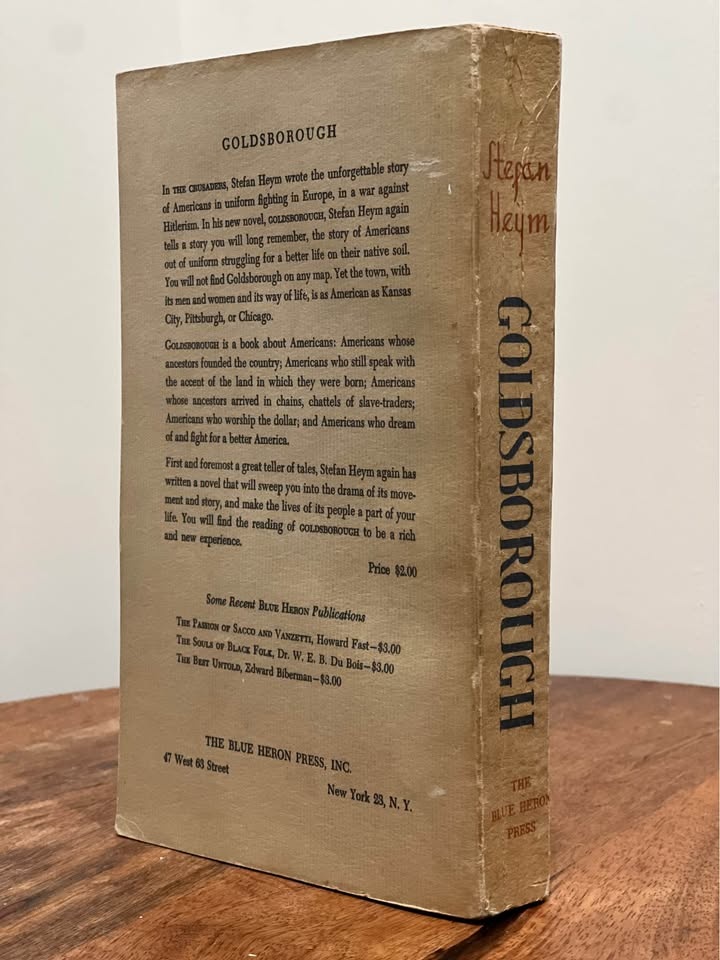 GOLDSBOROUGH
In THE CRUSADERS, Stefan Heym wrote the unforgettable story
of Americans in uniform fighting in Europe, in a war against
Hitlerism. In his new novel, GOLDSBOROUGH, Stefan Heym again
tells a story you will long remember, the story of Americans
out of uniform struggling for a better life on their native soil.
You will not find Goldsborough on any map. Yet the town, with
its men and women and its way of life, is as American as Kansas
City, Pittsburgh, or Chicago.
GOLDSBOROUGH is a book about Americans: Americans whose
ancestors founded the country; Americans who still speak with
the accent of the land in which they were born; Americans
whose ancestors arrived in chains, chattels of slave-traders;
Americans who worship the dollar; and Americans who dream
of and fight for a better America.
First and foremost a great teller of tales, Stefan Heym again has
written a novel that will sweep you into the drama of its move-
ment and story, and make the lives of its people a part of your
life. You will find the reading of GOLDSBOROUGH to be a rich
and new experience.
Price $2.00
Some Recent BLUE HERON Publications
THE PASSION OF SACCO AND VANZETTI, Howard Fast—$3.00
THE SOULS OF BLACK FOLK, Dr. W. E. B. Du Bois—$3.00
THE BEST UNTOLD, Edward Biberman—$3.00
THE BLUE HERON PRESS, INC.
47 West 63 Street
New York 23, N. Y.
Stefan
Heym
GOLDSBOROUGH
THE
BLUE HERON
PRESS